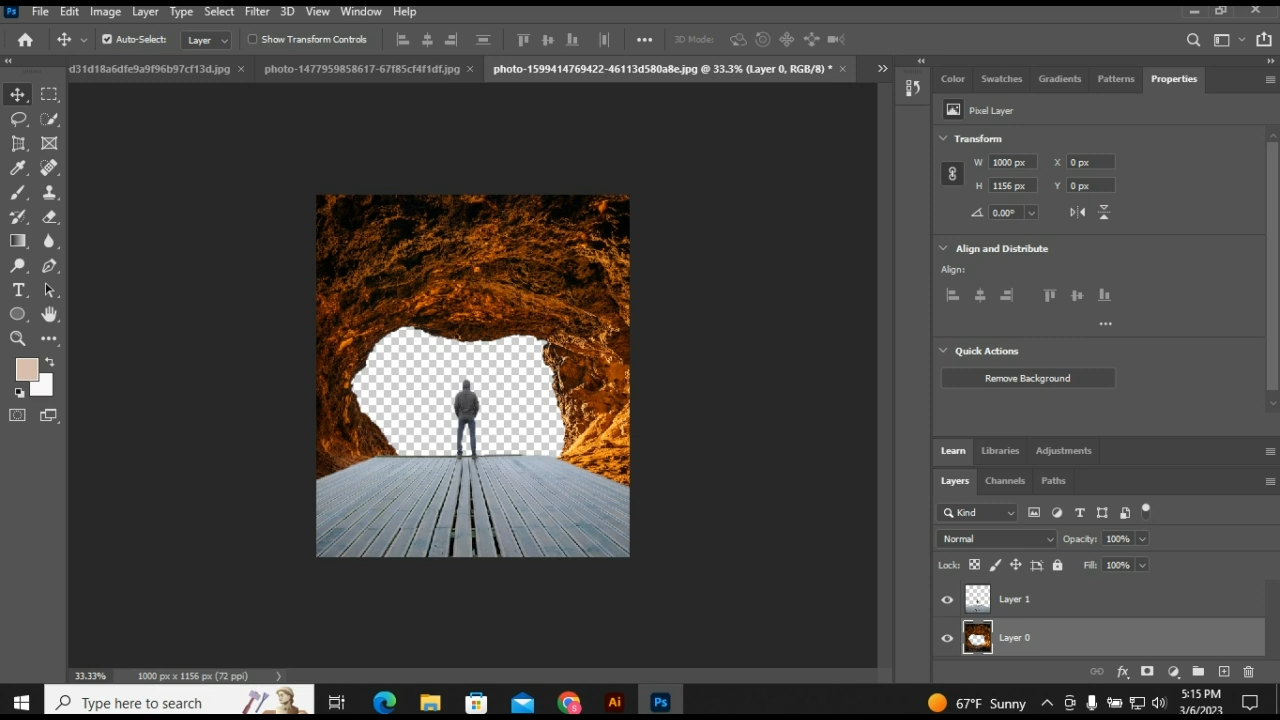 Ps File Edit Image Layer Type Select Filter 3D View Window Help
Auto-Select: Layer Show Transform Controls 3D Mode:
d31d18a6dfe9a9f96b97cf13d.jpg × photo-1477959858617-67f85cf4f1df.jpg × photo-1599414769422-46113d580a8e.jpg @ 33.3% (Layer 0, RGB/8) * ×
Color Swatches Gradients Patterns Properties
Pixel Layer
Transform
W 1000 px X 0 px
H 1156 px Y 0 px
0.00°
Align and Distribute
Align:
Quick Actions
Remove Background
Learn Libraries Adjustments
Layers Channels Paths
Kind
Normal Opacity: 100%
Lock: Fill: 100%
Layer 1
Layer 0
33.33% 1000 px x 1156 px (72 ppi)
Type here to search
Ai Ps
67°F Sunny
5:15 PM
3/6/2023